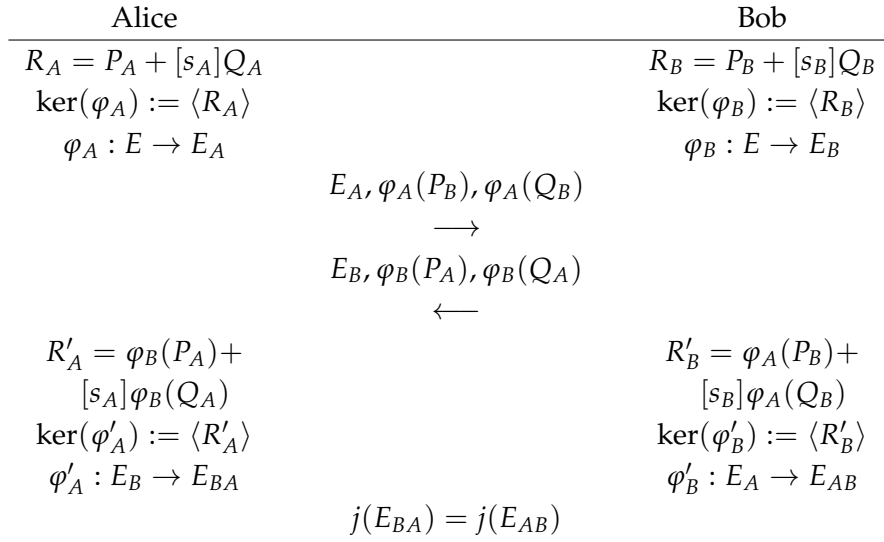 Alice Bob
R_A = P_A + [s_A]Q_A R_B = P_B + [s_B]Q_B
ker(φ_A) := ⟨R_A⟩ ker(φ_B) := ⟨R_B⟩
φ_A : E → E_A φ_B : E → E_B
E_A, φ_A(P_B), φ_A(Q_B)
⟶
E_B, φ_B(P_A), φ_B(Q_A)
⟵
R′_A = φ_B(P_A)+ R′_B = φ_A(P_B)+
[s_A]φ_B(Q_A) [s_B]φ_A(Q_B)
ker(φ′_A) := ⟨R′_A⟩ ker(φ′_B) := ⟨R′_B⟩
φ′_A : E_B → E_BA φ′_B : E_A → E_AB
j(E_BA) = j(E_AB)